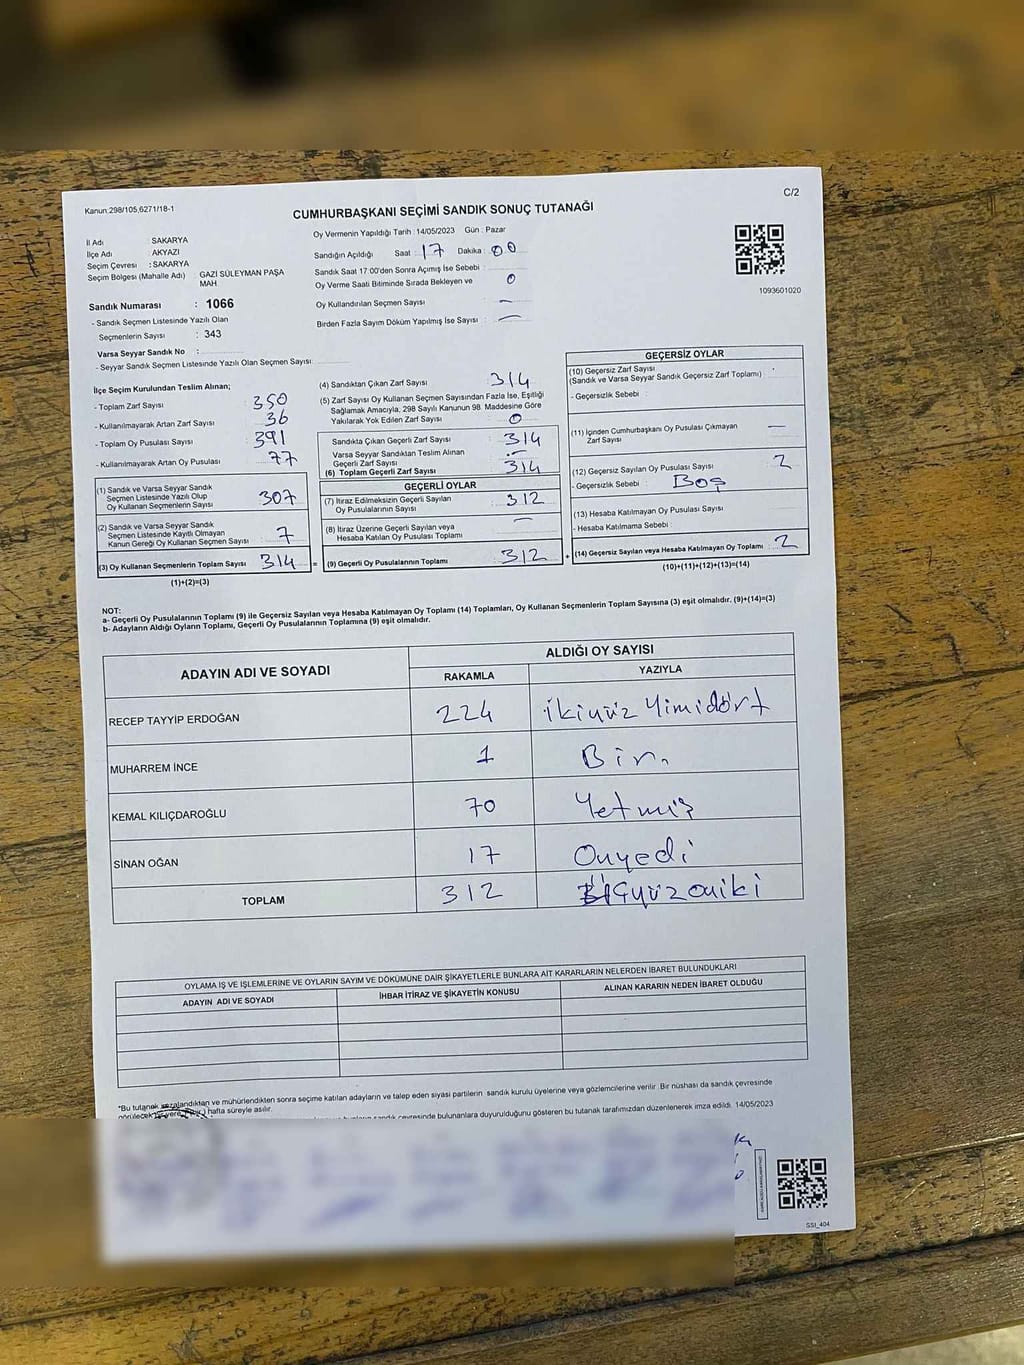 Kanun:298/105,6271/18-1
C/2
CUMHURBAŞKANI SEÇİMİ SANDIK SONUÇ TUTANAĞI
İl Adı : SAKARYA
İlçe Adı : AKYAZI
Seçim Çevresi : SAKARYA
Seçim Bölgesi (Mahalle Adı) : GAZİ SÜLEYMAN PAŞA
MAH.
Sandık Numarası : 1066
- Sandık Seçmen Listesinde Yazılı Olan
Seçmenlerin Sayısı : 343
Varsa Seyyar Sandık No :
- Seyyar Sandık Seçmen Listesinde Yazılı Olan Seçmen Sayısı:
Oy Vermenin Yapıldığı Tarih : 14/05/2023 Gün : Pazar
Sandığın Açıldığı Saat : 17 Dakika : 00
Sandık Saat 17:00'den Sonra Açımış İse Sebebi :
Oy Verme Saati Bitiminde Sırada Bekleyen ve 0
Oy Kullandırılan Seçmen Sayısı : —
Birden Fazla Sayım Döküm Yapılmış İse Sayısı : —
1093601020
İlçe Seçim Kurulundan Teslim Alınan;
- Toplam Zarf Sayısı : 350
- Kullanılmayarak Artan Zarf Sayısı : 36
- Toplam Oy Pusulası Sayısı : 391
- Kullanılmayarak Artan Oy Pusulası : 77
(1) Sandık ve Varsa Seyyar Sandık
Seçmen Listesinde Yazılı Olup
Oy Kullanan Seçmenlerin Sayısı : 307
(2) Sandık ve Varsa Seyyar Sandık
Seçmen Listesinde Kayıtlı Olmayan
Kanun Gereği Oy Kullanan Seçmen Sayısı : 7
(3) Oy Kullanan Seçmenlerin Toplam Sayısı : 314
(1)+(2)=(3)
(4) Sandıktan Çıkan Zarf Sayısı : 314
(5) Zarf Sayısı Oy Kullanan Seçmen Sayısından Fazla İse, Eşitliği
Sağlamak Amacıyla, 298 Sayılı Kanunun 98. Maddesine Göre
Yakılarak Yok Edilen Zarf Sayısı : 0
Sandıkta Çıkan Geçerli Zarf Sayısı : 314
Varsa Seyyar Sandıktan Teslim Alınan
Geçerli Zarf Sayısı : —
(6) Toplam Geçerli Zarf Sayısı : 314
GEÇERLİ OYLAR
(7) İtiraz Edilmeksizin Geçerli Sayılan
Oy Pusulalarının Sayısı : 312
(8) İtiraz Üzerine Geçerli Sayılan veya
Hesaba Katılan Oy Pusulası Toplamı : —
= (9) Geçerli Oy Pusulalarının Toplamı : 312
GEÇERSİZ OYLAR
(10) Geçersiz Zarf Sayısı
(Sandık ve Varsa Seyyar Sandık Geçersiz Zarf Toplamı) :
- Geçersizlik Sebebi :
(11) İçinden Cumhurbaşkanı Oy Pusulası Çıkmayan
Zarf Sayısı : —
(12) Geçersiz Sayılan Oy Pusulası Sayısı : 2
- Geçersizlik Sebebi : Boş
(13) Hesaba Katılmayan Oy Pusulası Sayısı :
- Hesaba Katılmama Sebebi :
+ (14) Geçersiz Sayılan veya Hesaba Katılmayan Oy Toplamı : 2
(10)+(11)+(12)+(13)=(14)
NOT:
a- Geçerli Oy Pusulalarının Toplamı (9) ile Geçersiz Sayılan veya Hesaba Katılmayan Oy Toplamı (14) Toplamları, Oy Kullanan Seçmenlerin Toplam Sayısına (3) eşit olmalıdır. (9)+(14)=(3)
b- Adayların Aldığı Oyların Toplamı, Geçerli Oy Pusulalarının Toplamına (9) eşit olmalıdır.
ADAYIN ADI VE SOYADI
ALDIĞI OY SAYISI
RAKAMLA YAZIYLA
RECEP TAYYİP ERDOĞAN 224 ikiyüz yimidört
MUHARREM İNCE 1 Bir
KEMAL KILIÇDAROĞLU 70 Yetmiş
SİNAN OĞAN 17 Onyedi
TOPLAM 312 üçyüzoniki
OYLAMA İŞ VE İŞLEMLERİNE VE OYLARIN SAYIM VE DÖKÜMÜNE DAİR ŞİKAYETLERLE BUNLARA AİT KARARLARIN NELERDEN İBARET BULUNDUKLARI
ADAYIN ADI VE SOYADI İHBAR İTİRAZ VE ŞİKAYETİN KONUSU ALINAN KARARIN NEDEN İBARET OLDUĞU
*Bu tutanak imzalandıktan ve mühürlendikten sonra seçime katılan adayların ve talep eden siyasi partilerin sandık kurulu üyelerine veya gözlemcilerine verilir. Bir nüshası da sandık çevresinde
hafta süreyle asılır.
sandık çevresinde bulunanlara duyurulduğunu gösteren bu tutanak tarafımızdan düzenlenerek imza edildi. 14/05/2023
SSI_404